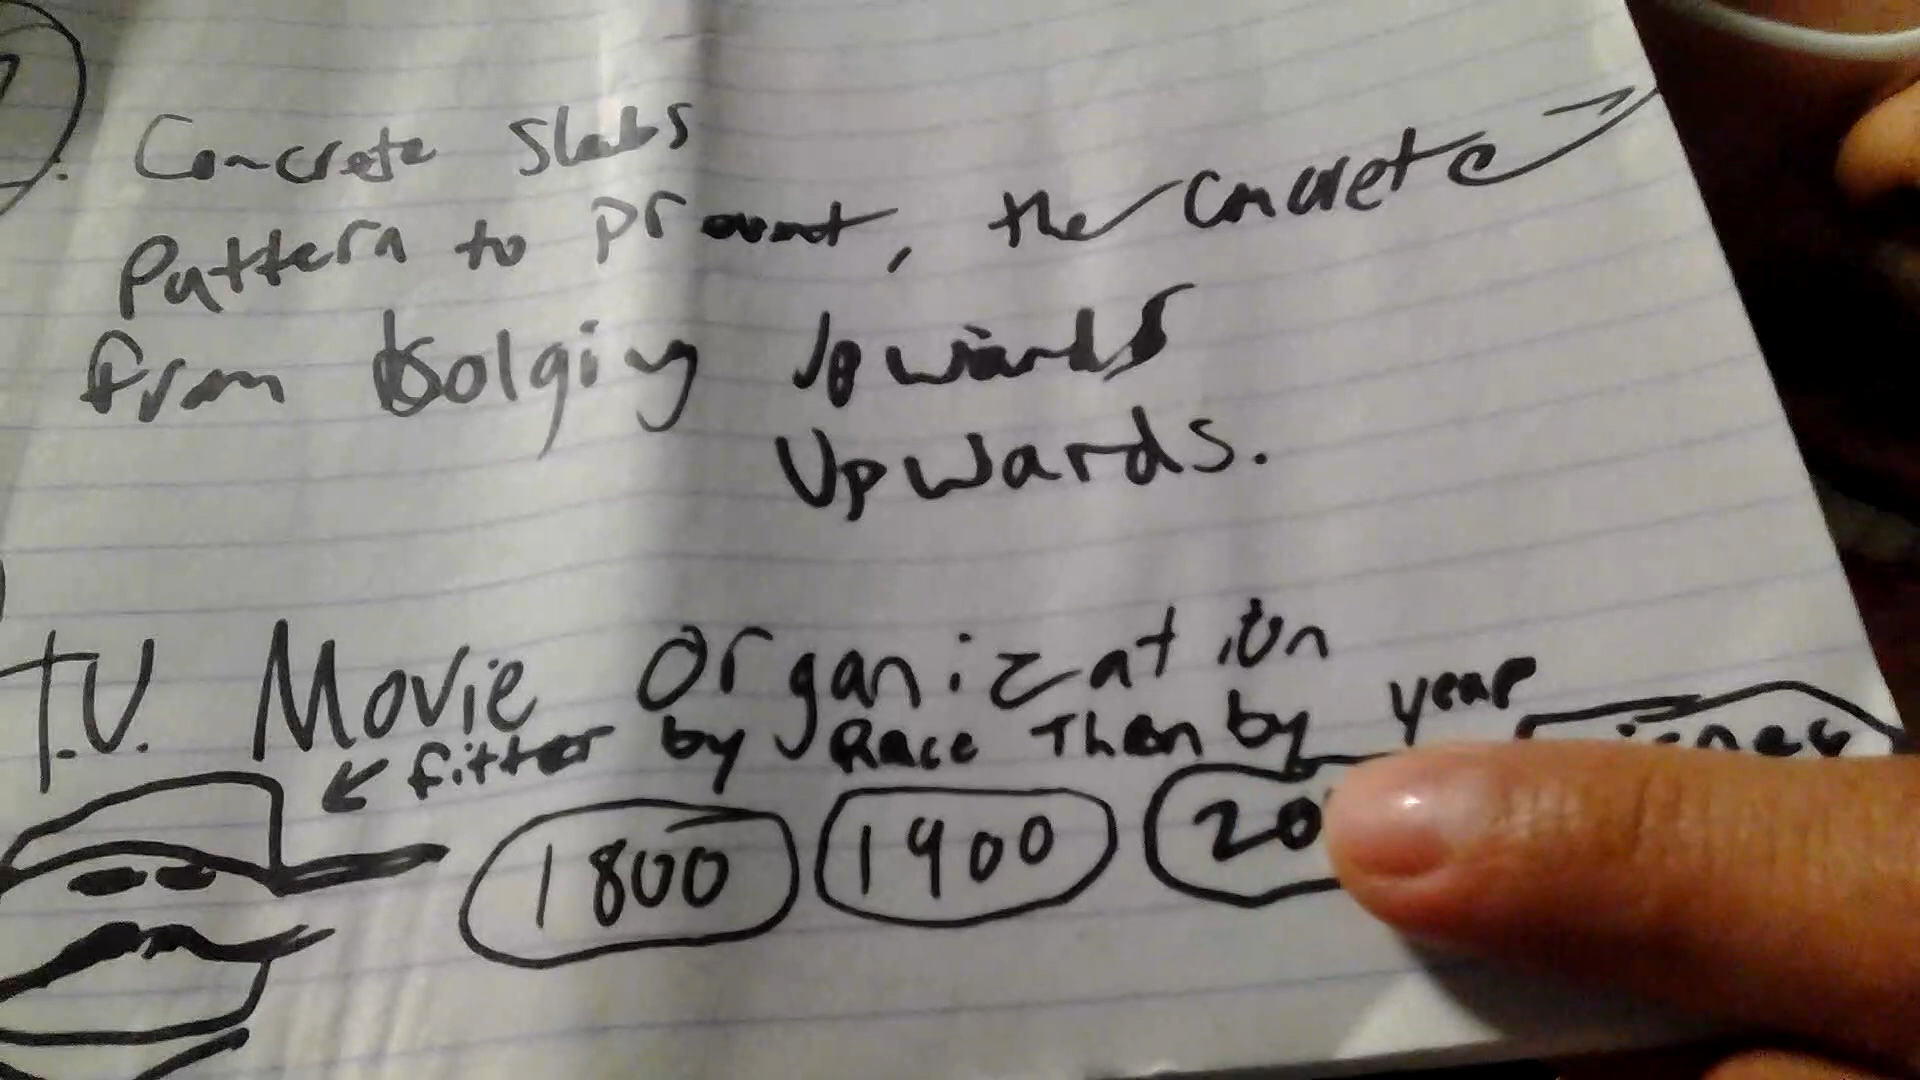 Concrete Slabs
Pattern to prevent, the concrete
from bolging upwards
Upwards.
T.V. Movie Organization
fitter by Race Then by year
1800 1900 20